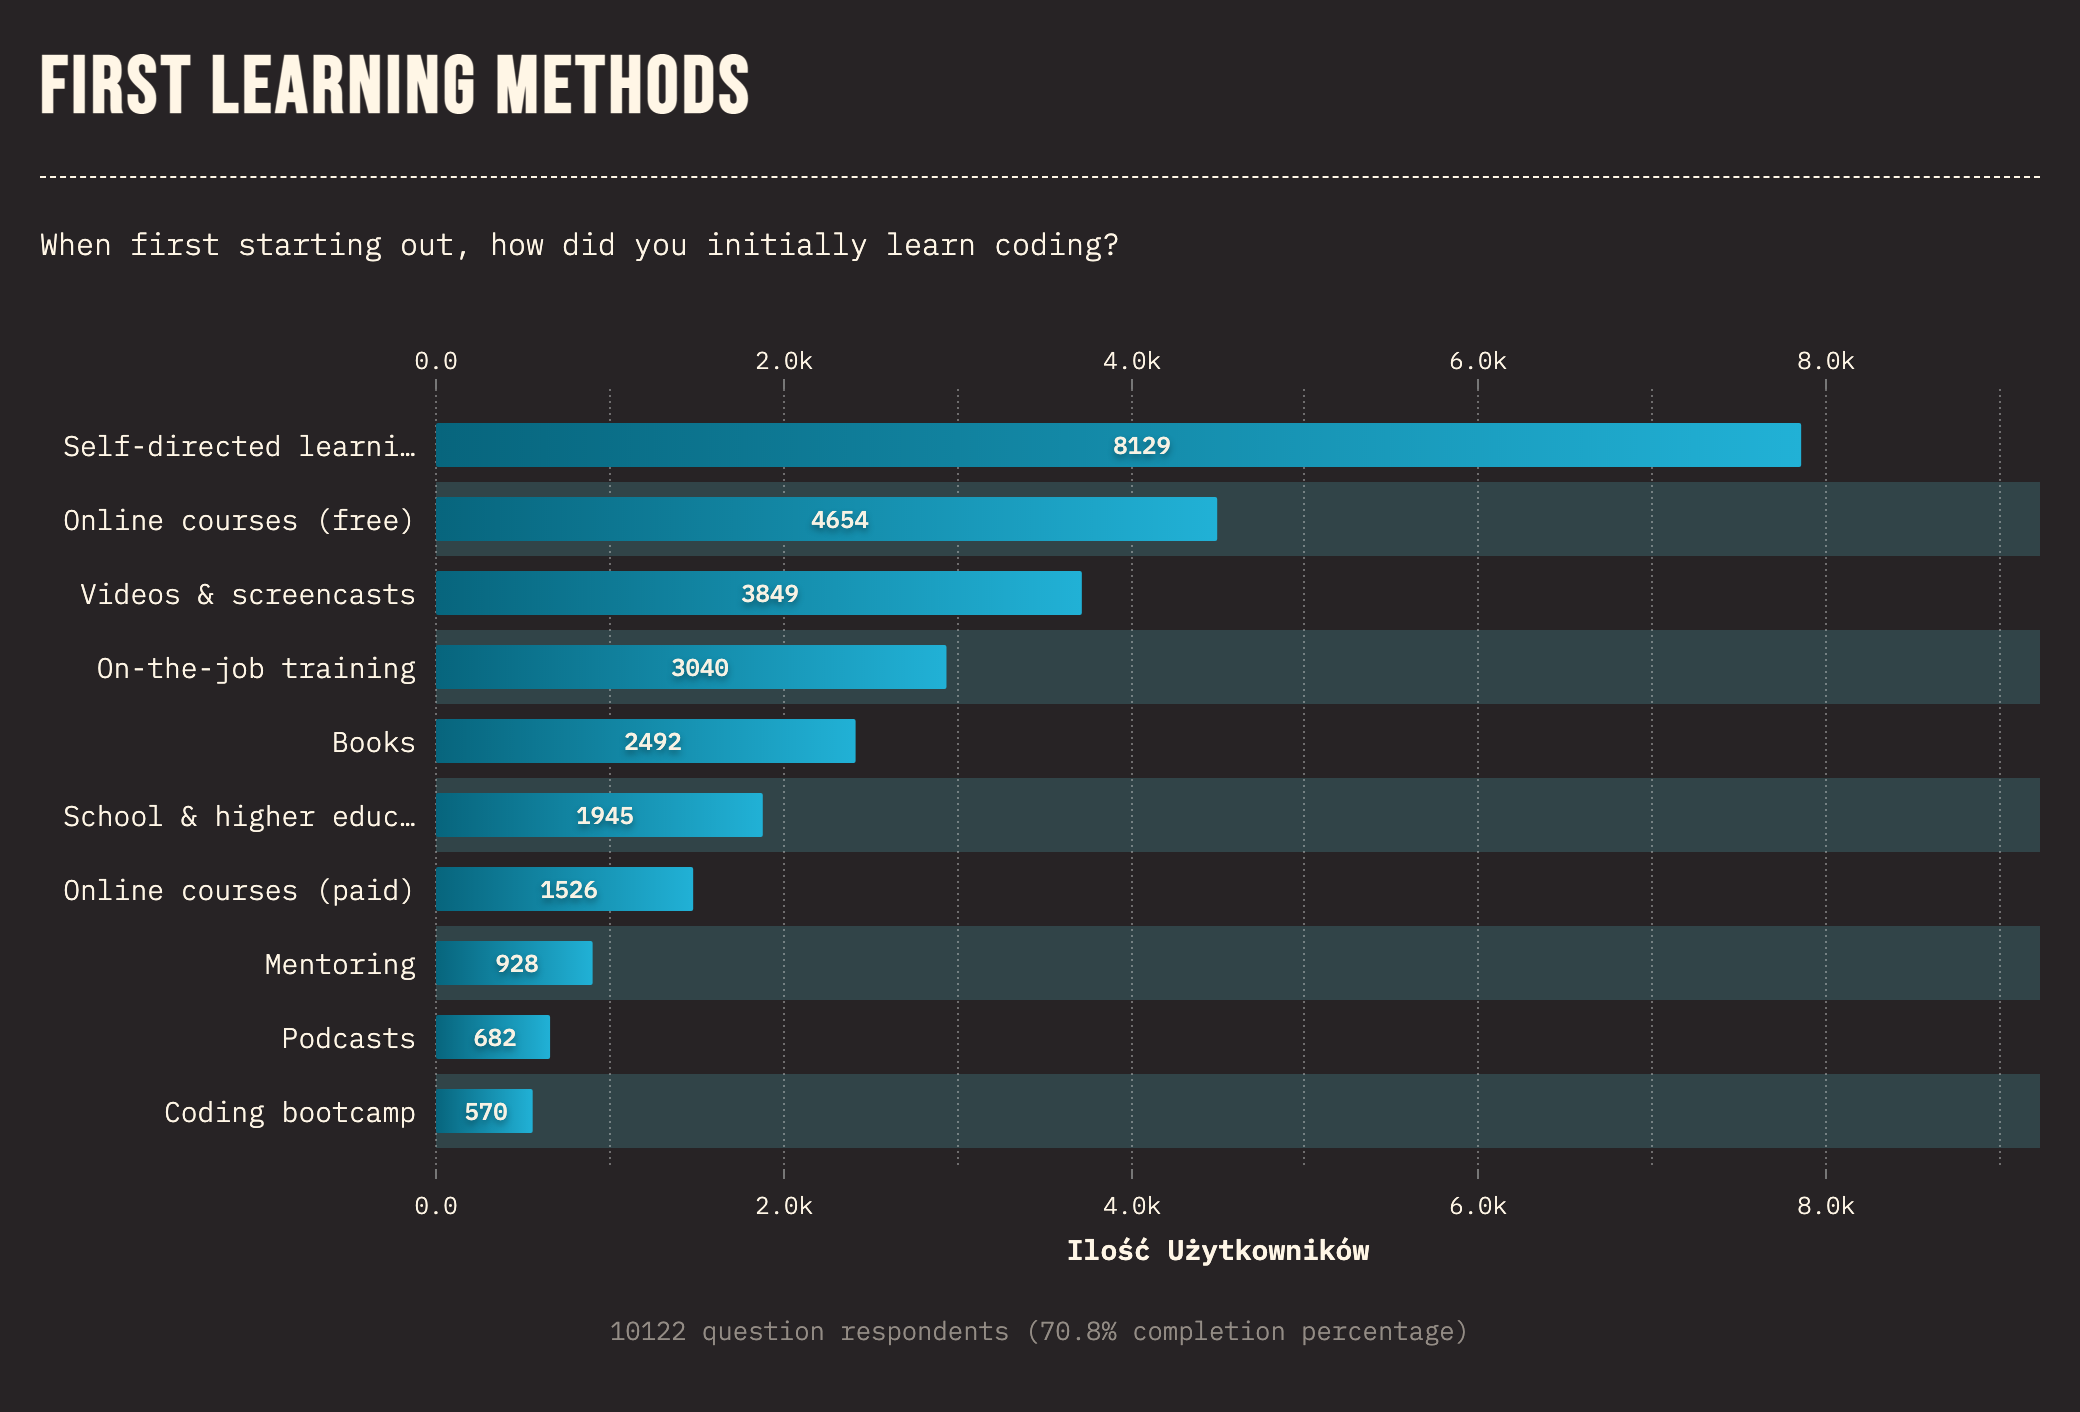 FIRST LEARNING METHODS
When first starting out, how did you initially learn coding?
0.0 2.0k 4.0k 6.0k 8.0k
Self-directed learni… 8129
Online courses (free) 4654
Videos & screencasts 3849
On-the-job training 3040
Books 2492
School & higher educ… 1945
Online courses (paid) 1526
Mentoring 928
Podcasts 682
Coding bootcamp 570
0.0 2.0k 4.0k 6.0k 8.0k
Ilość Użytkowników
10122 question respondents (70.8% completion percentage)